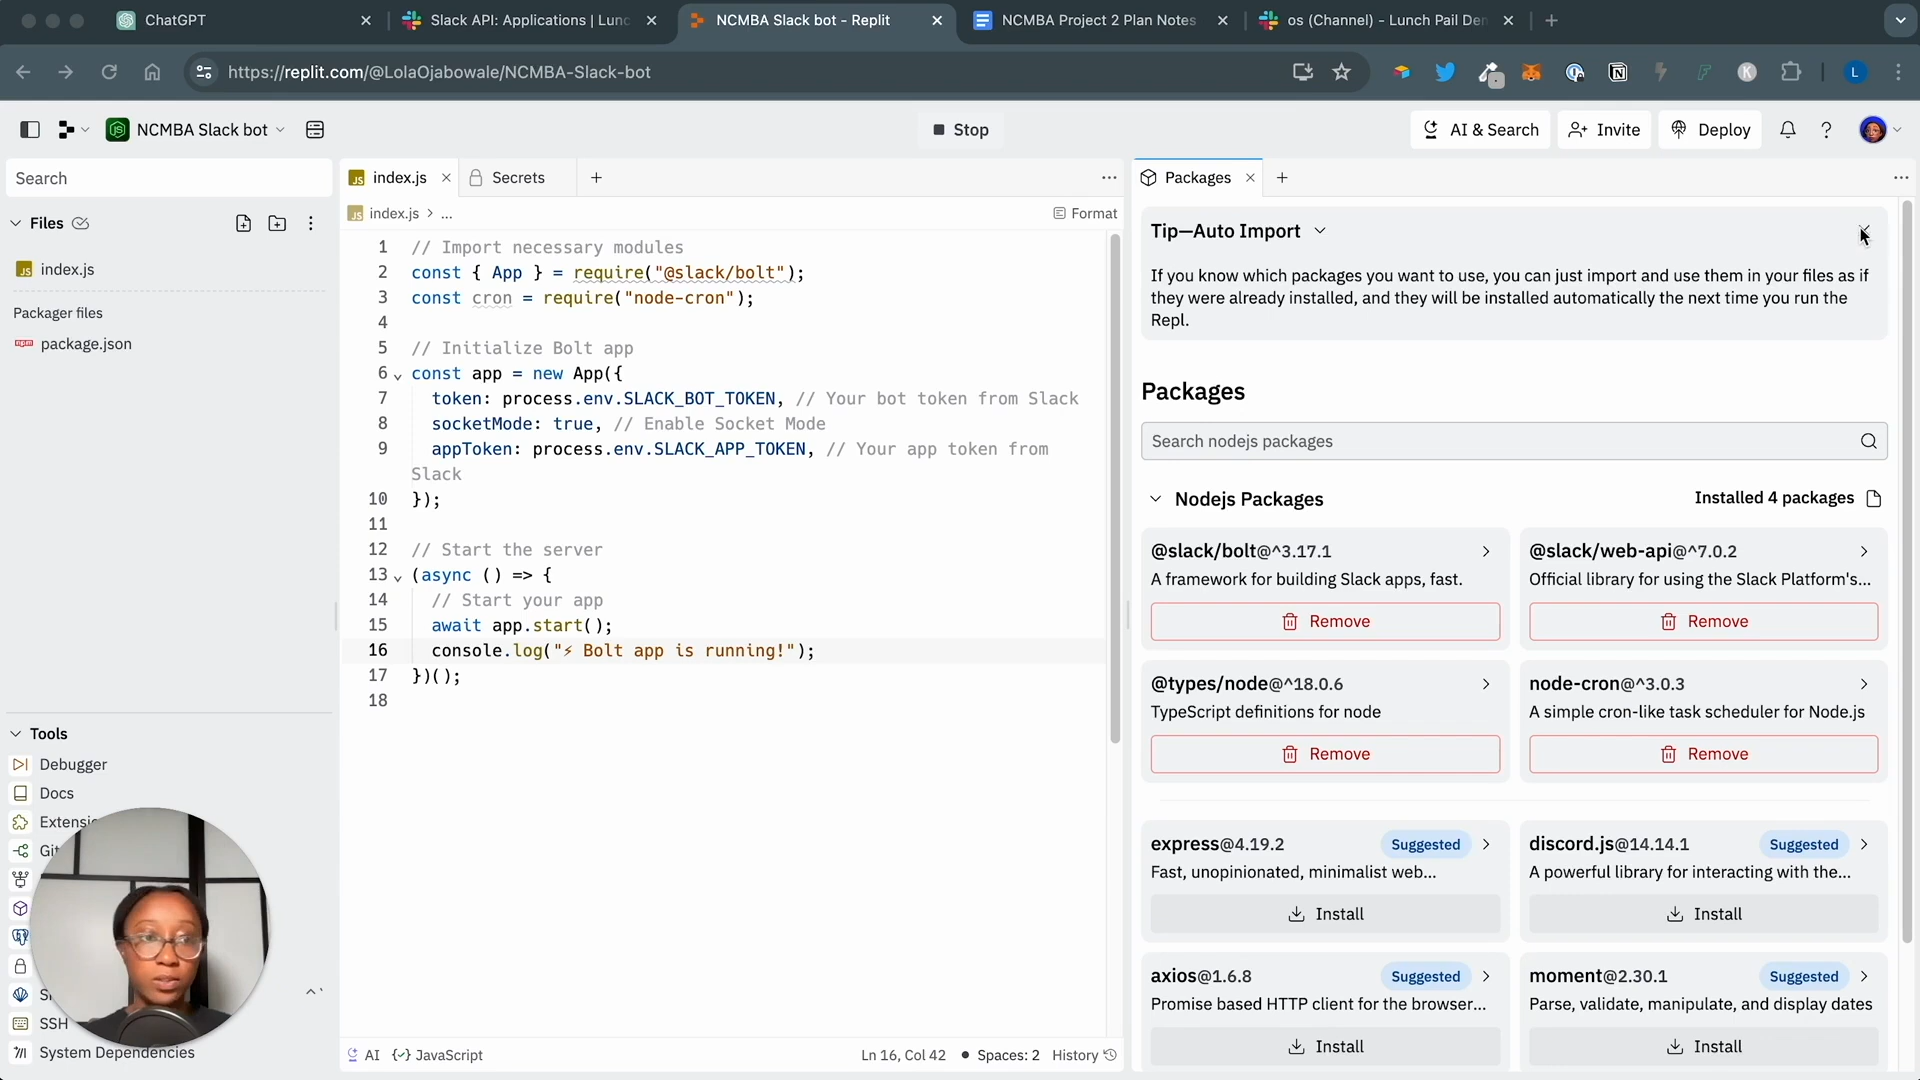 ChatGPT
Slack API: Applications | Lunc
NCMBA Slack bot - Replit
NCMBA Project 2 Plan Notes
os (Channel) - Lunch Pail Den
https://replit.com/@LolaOjabowale/NCMBA-Slack-bot
L
NCMBA Slack bot
Stop
AI & Search
Invite
Deploy
Search
Files
index.js
Packager files
package.json
Tools
Debugger
Docs
Extensio
Git
SSH
System Dependencies
index.js
Secrets
index.js > ...
Format
1 // Import necessary modules
2 const { App } = require("@slack/bolt");
3 const cron = require("node-cron");
4
5 // Initialize Bolt app
6 const app = new App({
7 token: process.env.SLACK_BOT_TOKEN, // Your bot token from Slack
8 socketMode: true, // Enable Socket Mode
9 appToken: process.env.SLACK_APP_TOKEN, // Your app token from
Slack
10 });
11
12 // Start the server
13 (async () => {
14 // Start your app
15 await app.start();
16 console.log("⚡ Bolt app is running!");
17 })();
18
AI
JavaScript
Ln 16, Col 42
Spaces: 2
History
Packages
Tip—Auto Import
If you know which packages you want to use, you can just import and use them in your files as if
they were already installed, and they will be installed automatically the next time you run the
Repl.
Packages
Search nodejs packages
Nodejs Packages
Installed 4 packages
@slack/bolt@^3.17.1
A framework for building Slack apps, fast.
Remove
@slack/web-api@^7.0.2
Official library for using the Slack Platform's...
Remove
@types/node@^18.0.6
TypeScript definitions for node
Remove
node-cron@^3.0.3
A simple cron-like task scheduler for Node.js
Remove
express@4.19.2
Suggested
Fast, unopinionated, minimalist web...
Install
discord.js@14.14.1
Suggested
A powerful library for interacting with the...
Install
axios@1.6.8
Suggested
Promise based HTTP client for the browser...
Install
moment@2.30.1
Suggested
Parse, validate, manipulate, and display dates
Install